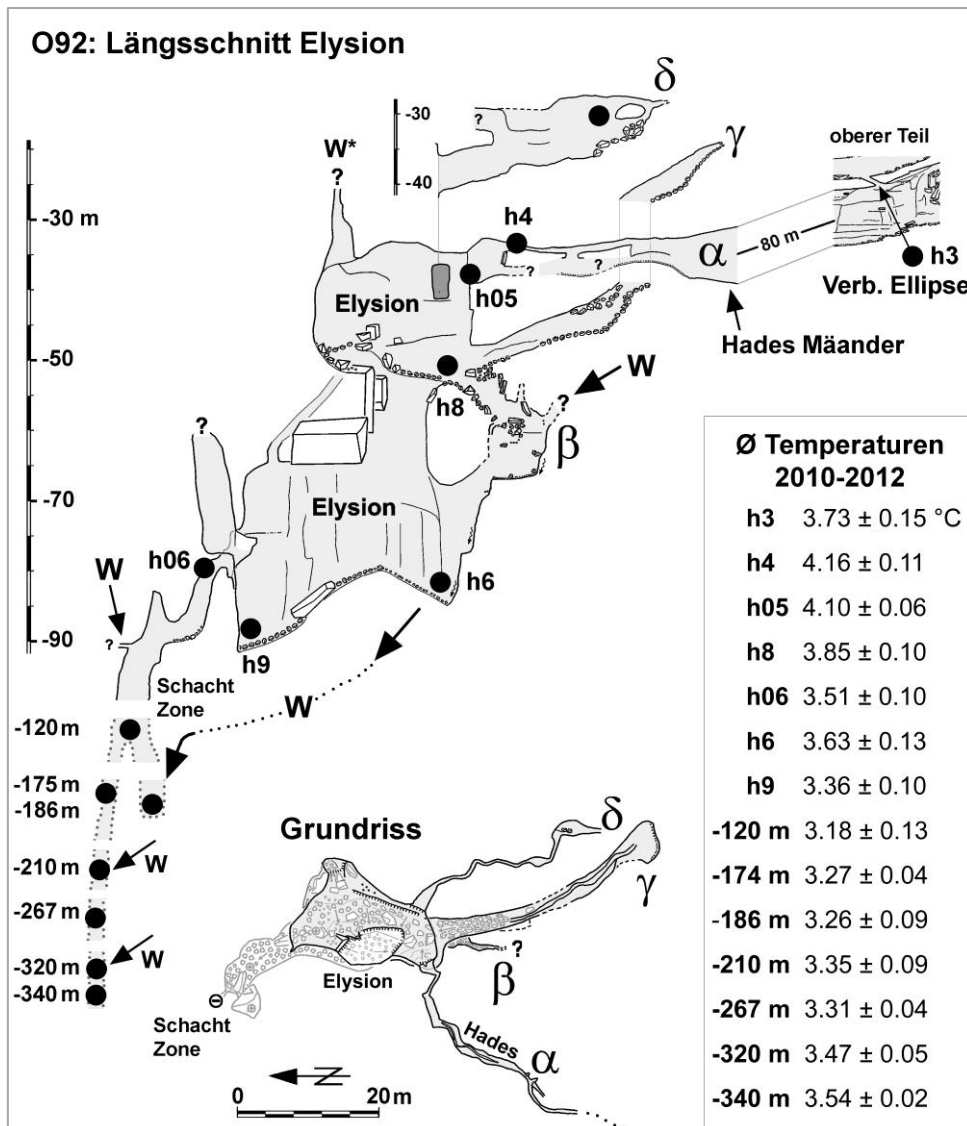 O92: Längsschnitt Elysion
δ
-30
?
-40
γ
oberer Teil
W*
?
-30 m
h4
α
80 m
h3
Verb. Ellipse
?
?
h05
Elysion
Hades Mäander
-50
h8
W
?
β
?
-70
Elysion
h06
h6
W
?
-90
h9
Schacht
Zone
W
-120 m
-175 m
-186 m
-210 m
W
-267 m
-320 m
W
-340 m
Grundriss
δ
γ
β
?
Elysion
Schacht
Zone
Hades
α
N
0 20 m
Ø Temperaturen
2010-2012
h3 3.73 ± 0.15 °C
h4 4.16 ± 0.11
h05 4.10 ± 0.06
h8 3.85 ± 0.10
h06 3.51 ± 0.10
h6 3.63 ± 0.13
h9 3.36 ± 0.10
-120 m 3.18 ± 0.13
-174 m 3.27 ± 0.04
-186 m 3.26 ± 0.09
-210 m 3.35 ± 0.09
-267 m 3.31 ± 0.04
-320 m 3.47 ± 0.05
-340 m 3.54 ± 0.02